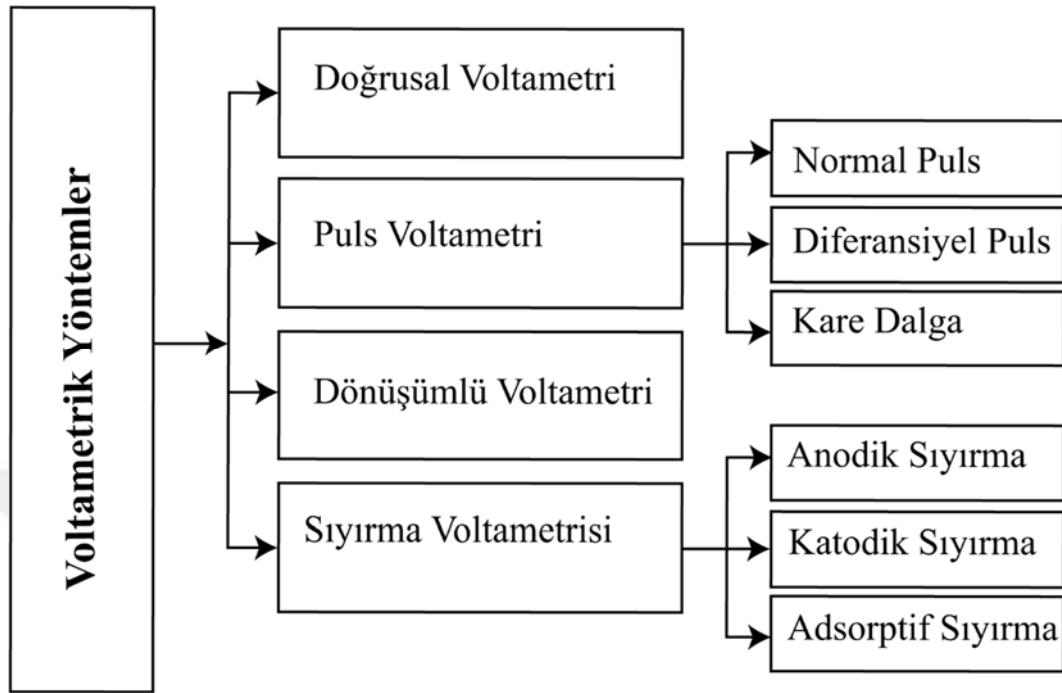 Voltametrik Yöntemler
Doğrusal Voltametri
Puls Voltametri
Normal Puls
Diferansiyel Puls
Kare Dalga
Dönüşümlü Voltametri
Sıyırma Voltametrisi
Anodik Sıyırma
Katodik Sıyırma
Adsorptif Sıyırma